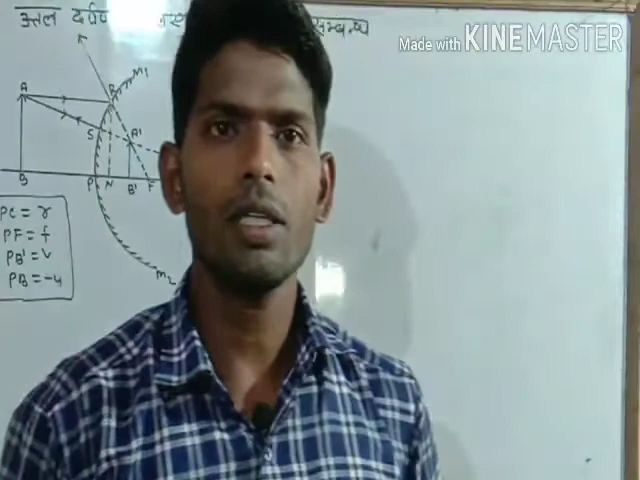 Made with KINEMASTER
उत्तल दर्पण सम्बन्ध
M1
A
R
S
A'
B
P
N
B'
F
PC = r
PF = f
PB' = v
PB = -u
M2